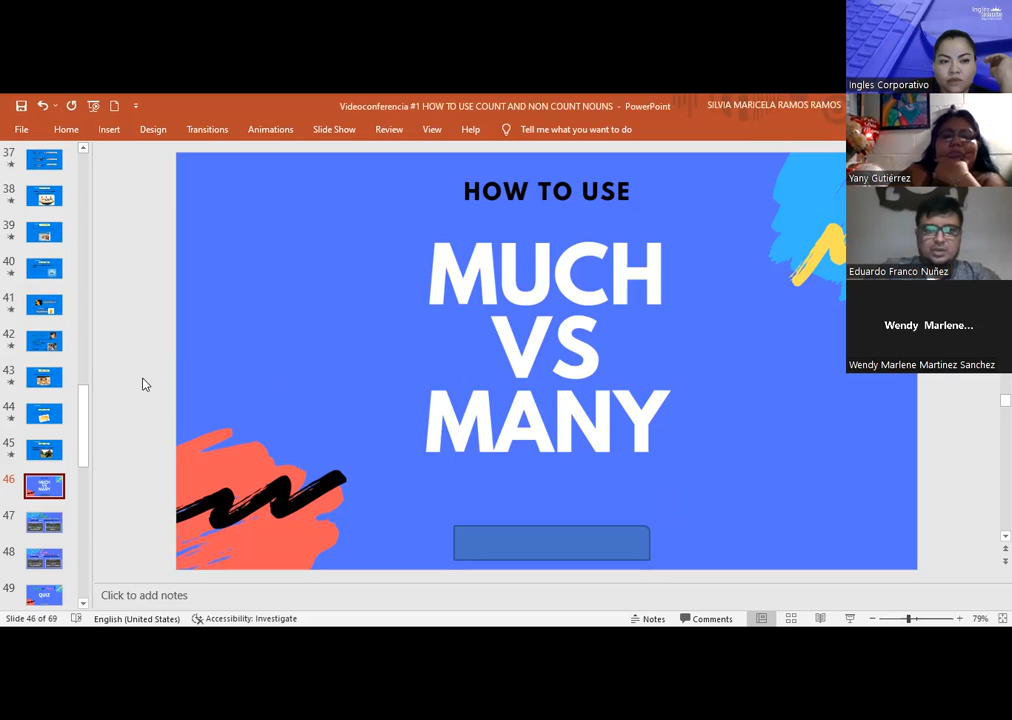 Videoconferencia #1 HOW TO USE COUNT AND NON COUNT NOUNS - PowerPoint
SILVIA MARICELA RAMOS RAMOS
File Home Insert Design Transitions Animations Slide Show Review View Help Tell me what you want to do
37
38
39
40
41
42
43
44
45
46
47
48
49
MUCH
VS
MANY
QUIZ
HOW TO USE
MUCH
VS
MANY
Click to add notes
Slide 46 of 69 English (United States) Accessibility: Investigate Notes Comments 79%
Ingles Corporativo
Yany Gutiérrez
Eduardo Franco Nuñez
Wendy Marlene...
Wendy Marlene Martinez Sanchez